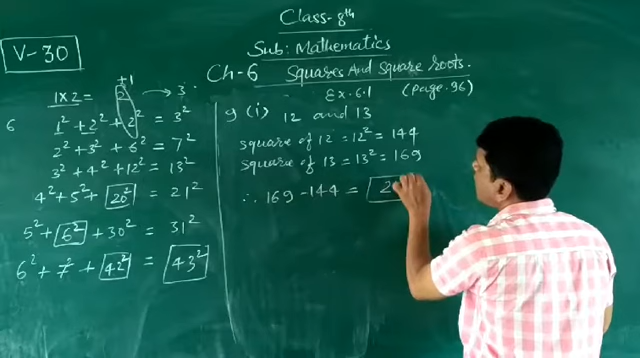 Class-8th
Sub: Mathematics
Ch-6 Squares And Square roots.
Ex. 6.1 (Page. 96)
V-30
6
+1
1×2= 2 → 3
1² + 2² + 2² = 3²
2² + 3² + 6² = 7²
3² + 4² + 12² = 13²
4² + 5² + 20² = 21²
5² + 6² + 30² = 31²
6² + 7² + 42² = 43²
9 (i) 12 and 13
square of 12 = 12² = 144
square of 13 = 13² = 169
∴ 169 - 144 = 2